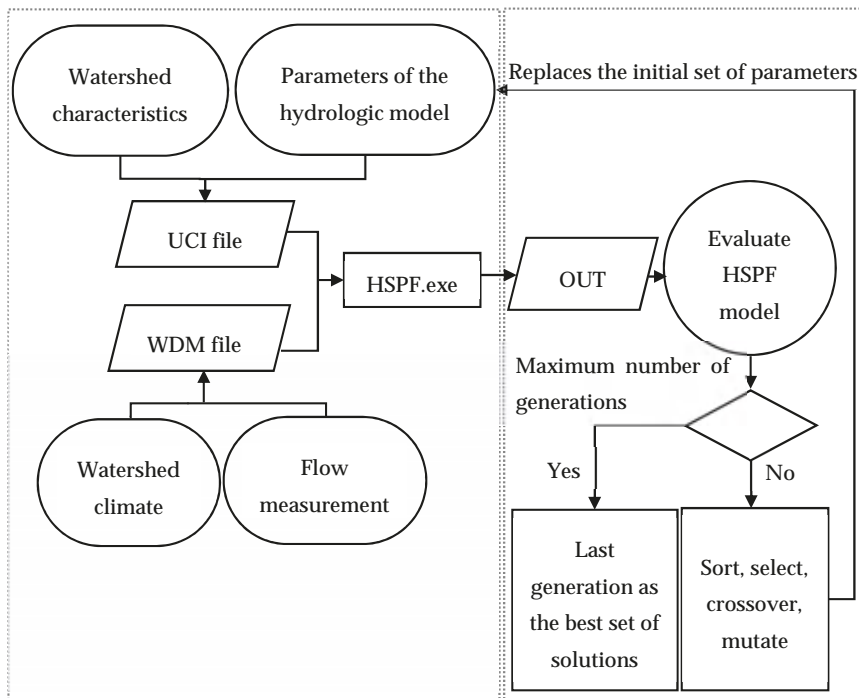 Watershed
characteristics
Parameters of the
hydrologic model
Replaces the initial set of parameters
UCI file
HSPF.exe
OUT
Evaluate
HSPF
model
WDM file
Maximum number of
generations
Watershed
climate
Flow
measurement
Yes
No
Last
generation as
the best set of
solutions
Sort, select,
crossover,
mutate